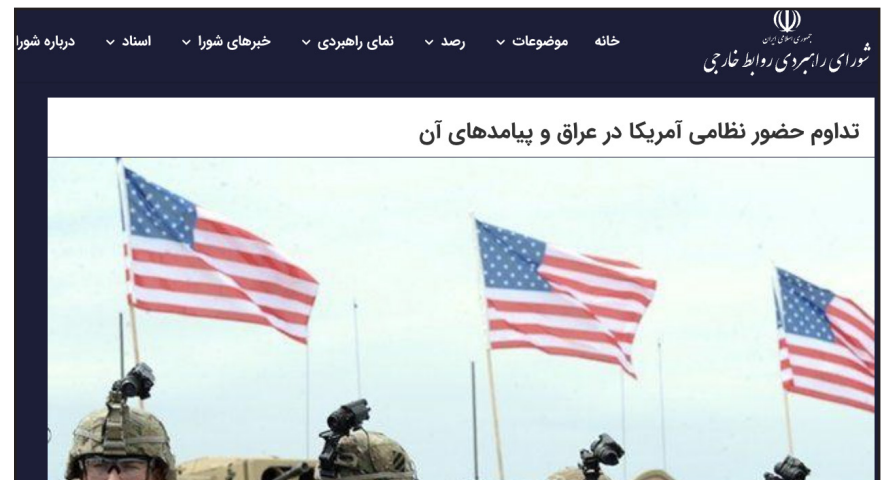 جمهوری اسلامی ایران
شورای راهبردی روابط خارجی
خانه موضوعات رصد نمای راهبردی خبرهای شورا اسناد درباره شورا
تداوم حضور نظامی آمریکا در عراق و پیامدهای آن